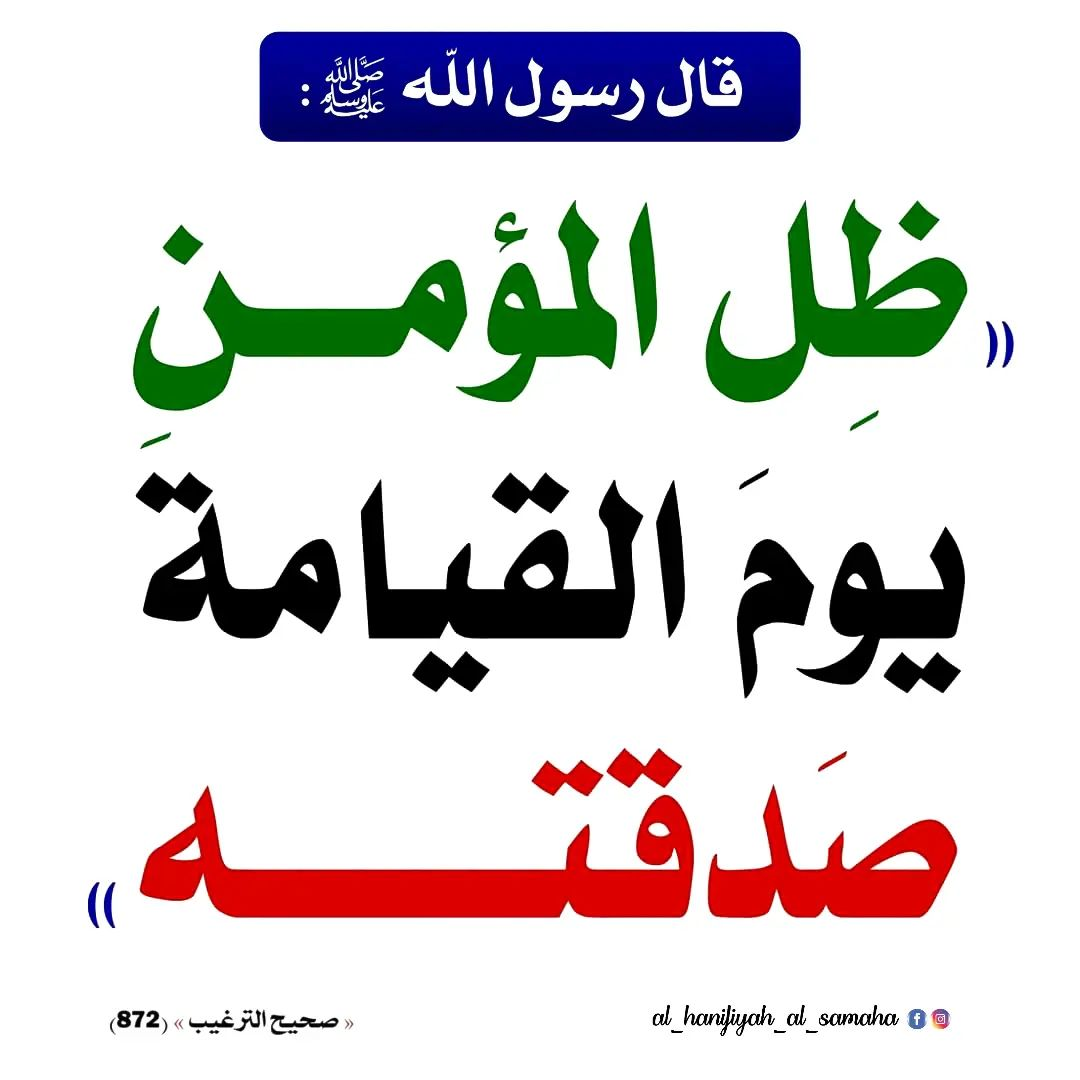 قال رسول الله ﷺ :
(( ظِل المؤمنِ
يومَ القيامة
صَدقته ))
« صحيح الترغيب » (872)
al_hanifiyah_al_samaha